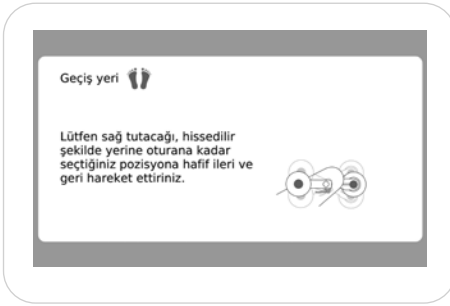 Geçiş yeri
Lütfen sağ tutacağı, hissedilir
şekilde yerine oturana kadar
seçtiğiniz pozisyona hafif ileri ve
geri hareket ettiriniz.